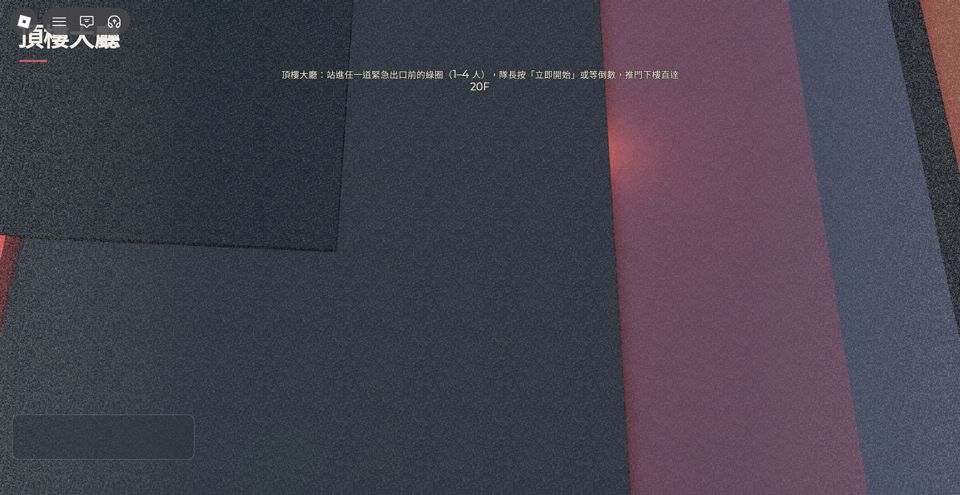 頂樓大廳
頂樓大廳：站進任一道緊急出口前的綠圈（1–4 人），隊長按「立即開始」或等倒數，推門下樓直達
20F